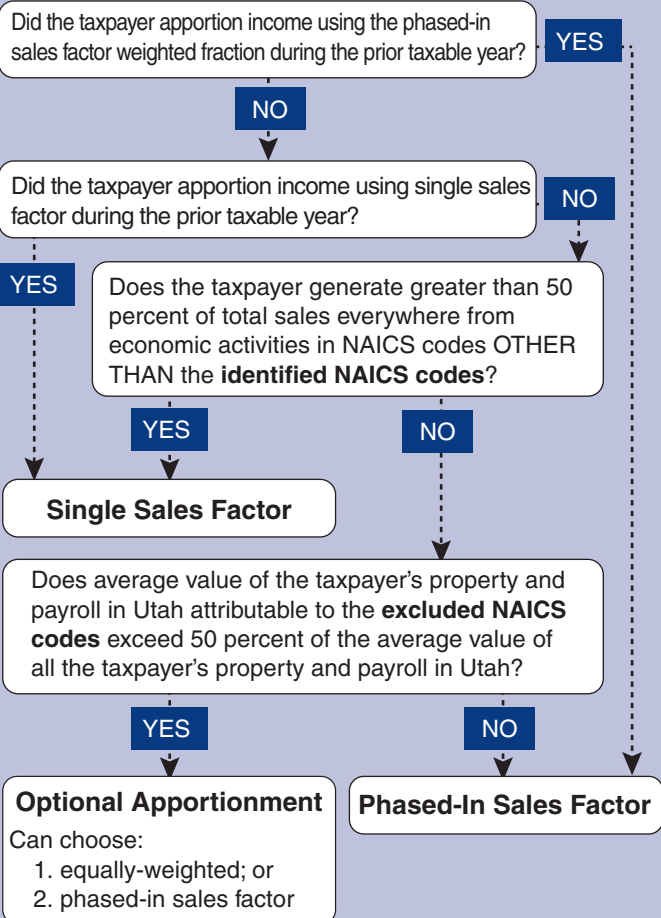 Did the taxpayer apportion income using the phased-in
sales factor weighted fraction during the prior taxable year?
YES
NO
Did the taxpayer apportion income using single sales
factor during the prior taxable year?
NO
YES
Does the taxpayer generate greater than 50
percent of total sales everywhere from
economic activities in NAICS codes OTHER
THAN the identified NAICS codes?
YES
NO
Single Sales Factor
Does average value of the taxpayer’s property and
payroll in Utah attributable to the excluded NAICS
codes exceed 50 percent of the average value of
all the taxpayer’s property and payroll in Utah?
YES
NO
Optional Apportionment
Can choose:
1. equally-weighted; or
2. phased-in sales factor
Phased-In Sales Factor